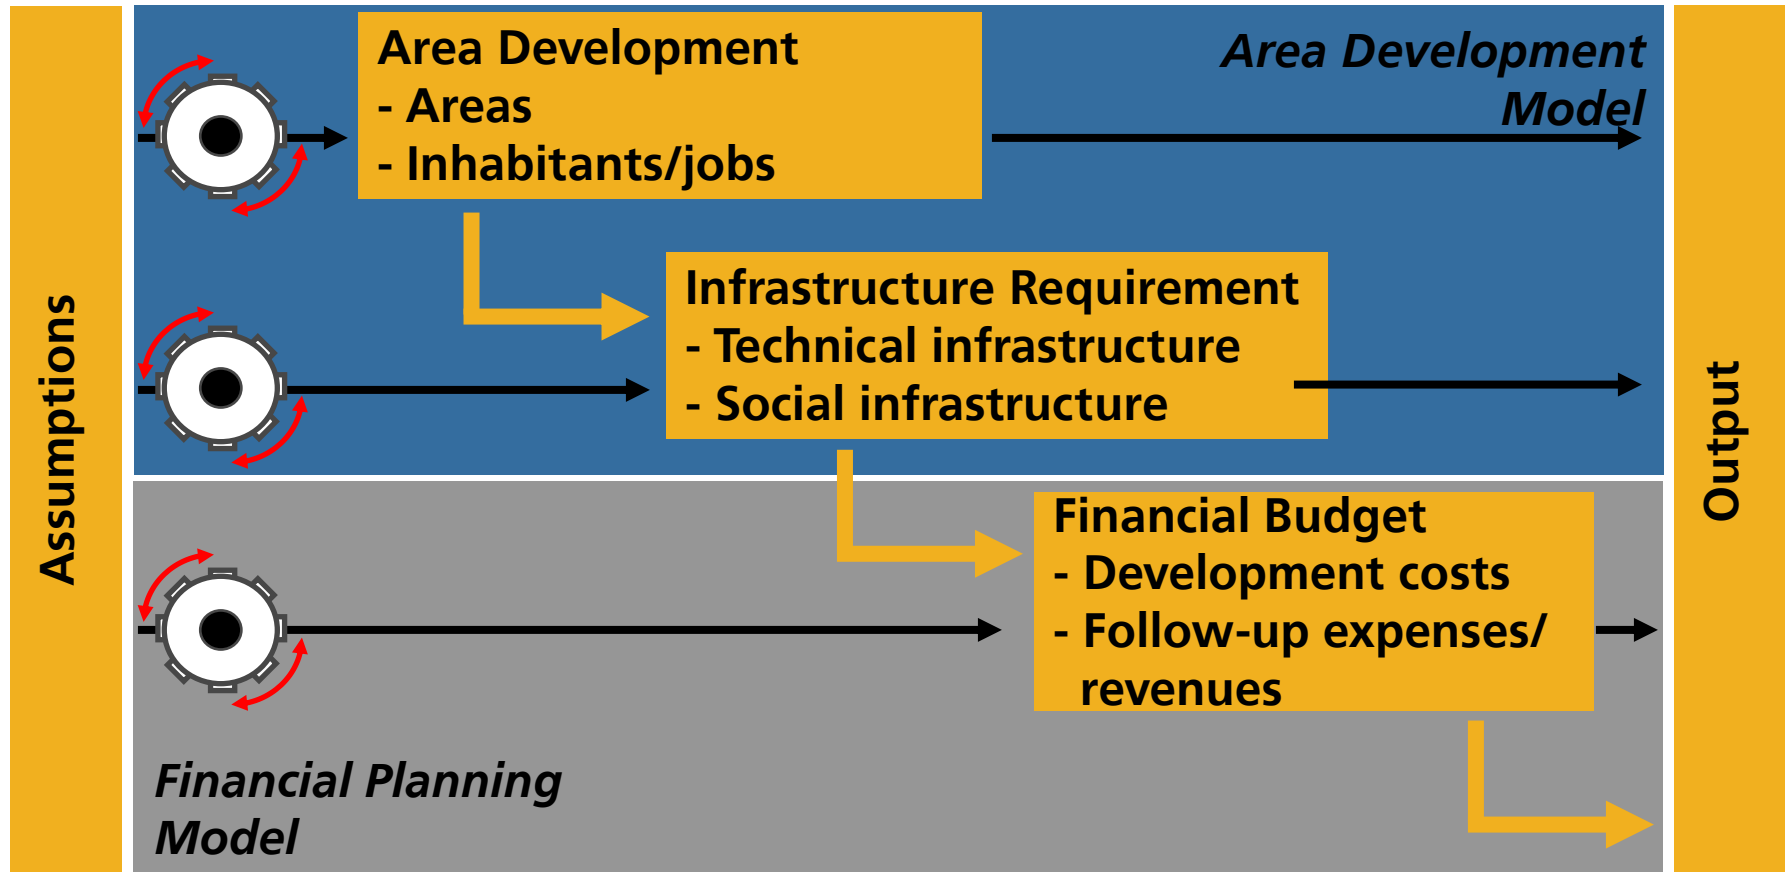 Assumptions
Area Development
- Areas
- Inhabitants/jobs
Area Development
Model
Infrastructure Requirement
- Technical infrastructure
- Social infrastructure
Financial Budget
- Development costs
- Follow-up expenses/
revenues
Financial Planning
Model
Output